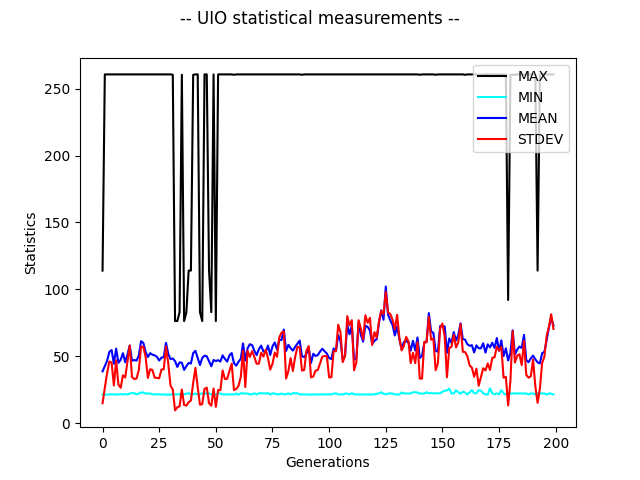 -- UIO statistical measurements --
MAX
MIN
MEAN
STDEV
Statistics
250
200
150
100
50
0
0 25 50 75 100 125 150 175 200
Generations